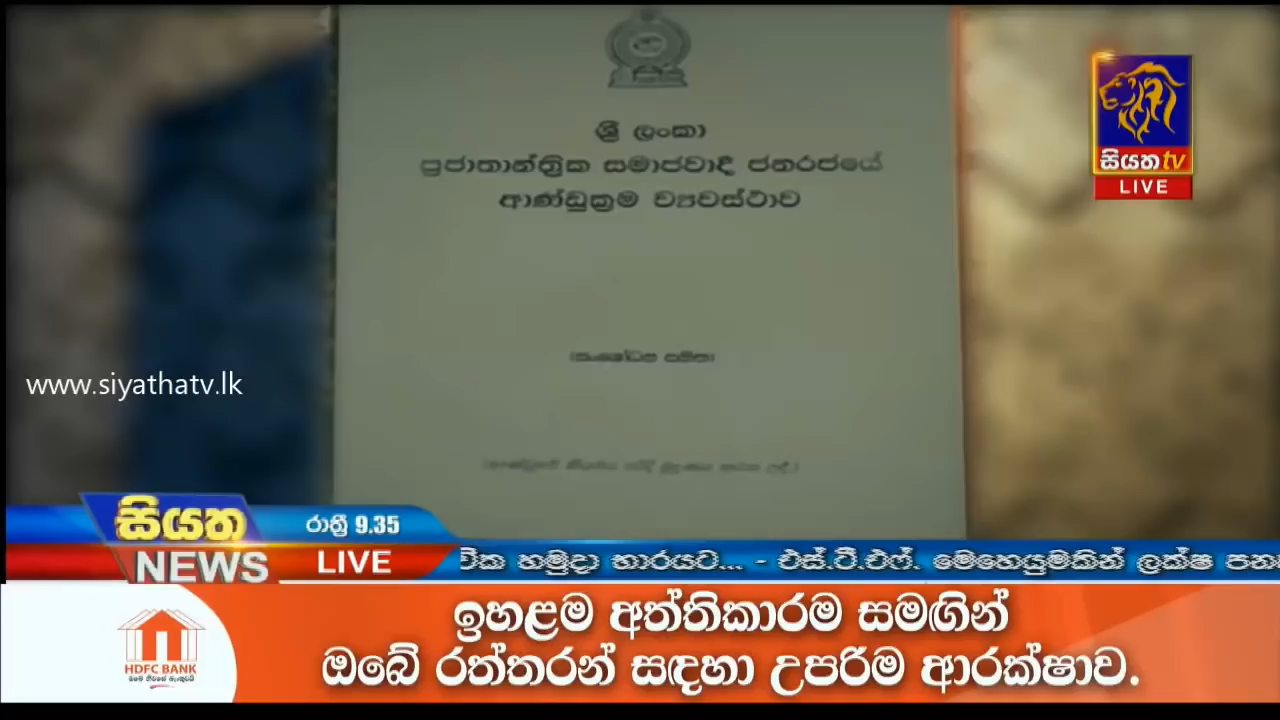 ශ්‍රී ලංකා
ප්‍රජාතාන්ත්‍රික සමාජවාදී ජනරජයේ
ආණ්ඩුක්‍රම ව්‍යවස්ථාව
සියත tv
LIVE
www.siyathatv.lk
සියත
NEWS
රාත්‍රී 9.35
LIVE
වික හමුදා භාරයට... - එස්.ටී.එෆ්. මෙහෙයුමකින් ලක්ෂ පනස්
ඉහළම අත්තිකාරම සමඟින්
ඔබේ රත්තරන් සඳහා උපරිම ආරක්ෂාව.
HDFC BANK